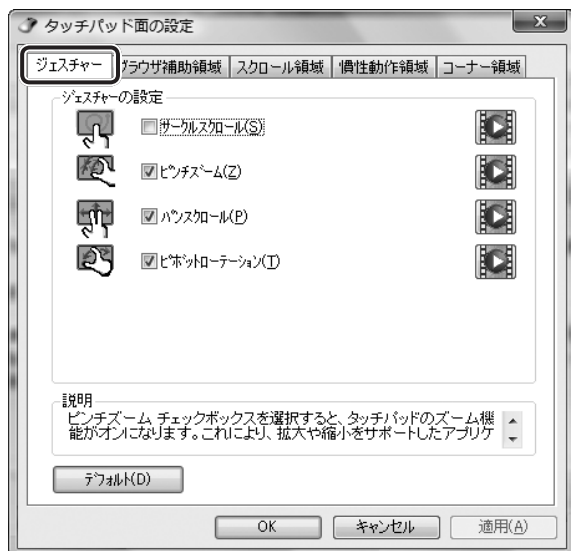 タッチパッド面の設定
ジェスチャー ブラウザ補助領域 スクロール領域 慣性動作領域 コーナー領域
ジェスチャーの設定
サークルスクロール(S)
ピンチズーム(Z)
パンスクロール(P)
ピボットローテーション(T)
説明
ピンチズーム チェックボックスを選択すると、タッチパッドのズーム機
能がオンになります。これにより、拡大や縮小をサポートしたアプリケ
デフォルト(D)
OK キャンセル 適用(A)